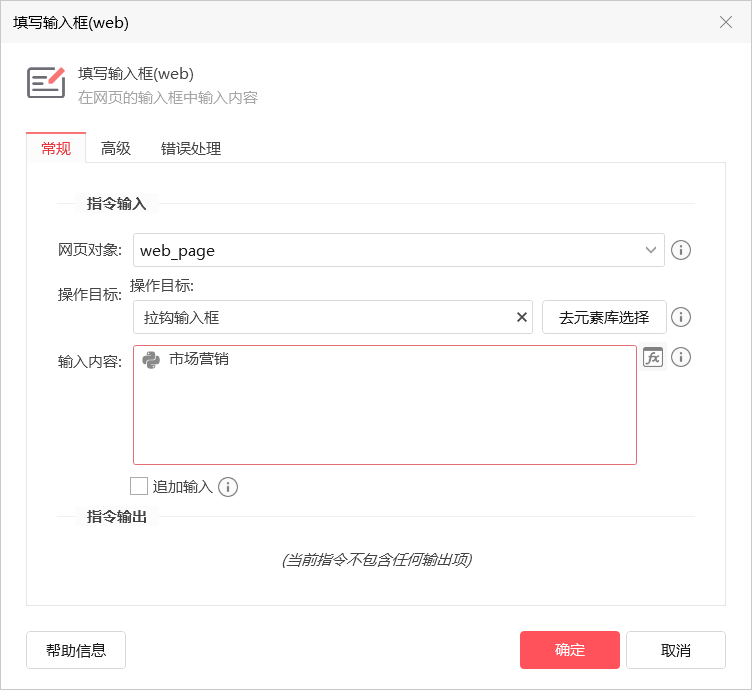 填写输入框(web)
填写输入框(web)
在网页的输入框中输入内容
常规 高级 错误处理
指令输入
网页对象: web_page
操作目标: 操作目标:
拉钩输入框 去元素库选择
输入内容: 市场营销 fx
追加输入
指令输出
(当前指令不包含任何输出项)
帮助信息 确定 取消